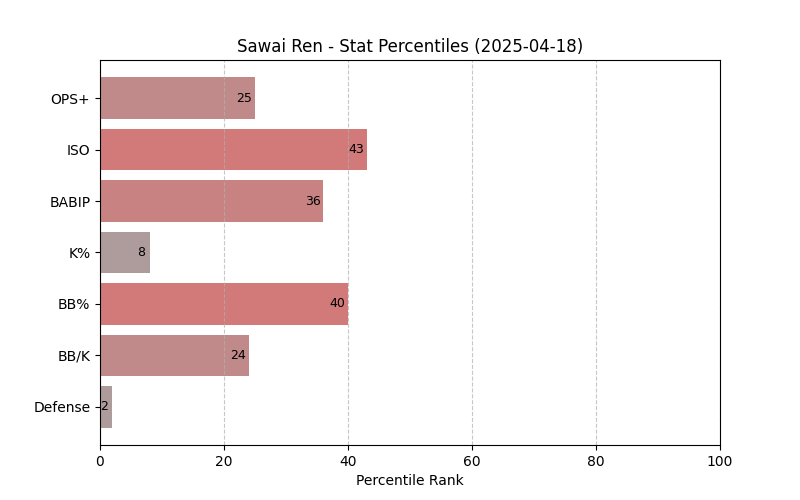 Sawai Ren - Stat Percentiles (2025-04-18)
OPS+ 25
ISO 43
BABIP 36
K% 8
BB% 40
BB/K 24
Defense 2
0 20 40 60 80 100
Percentile Rank